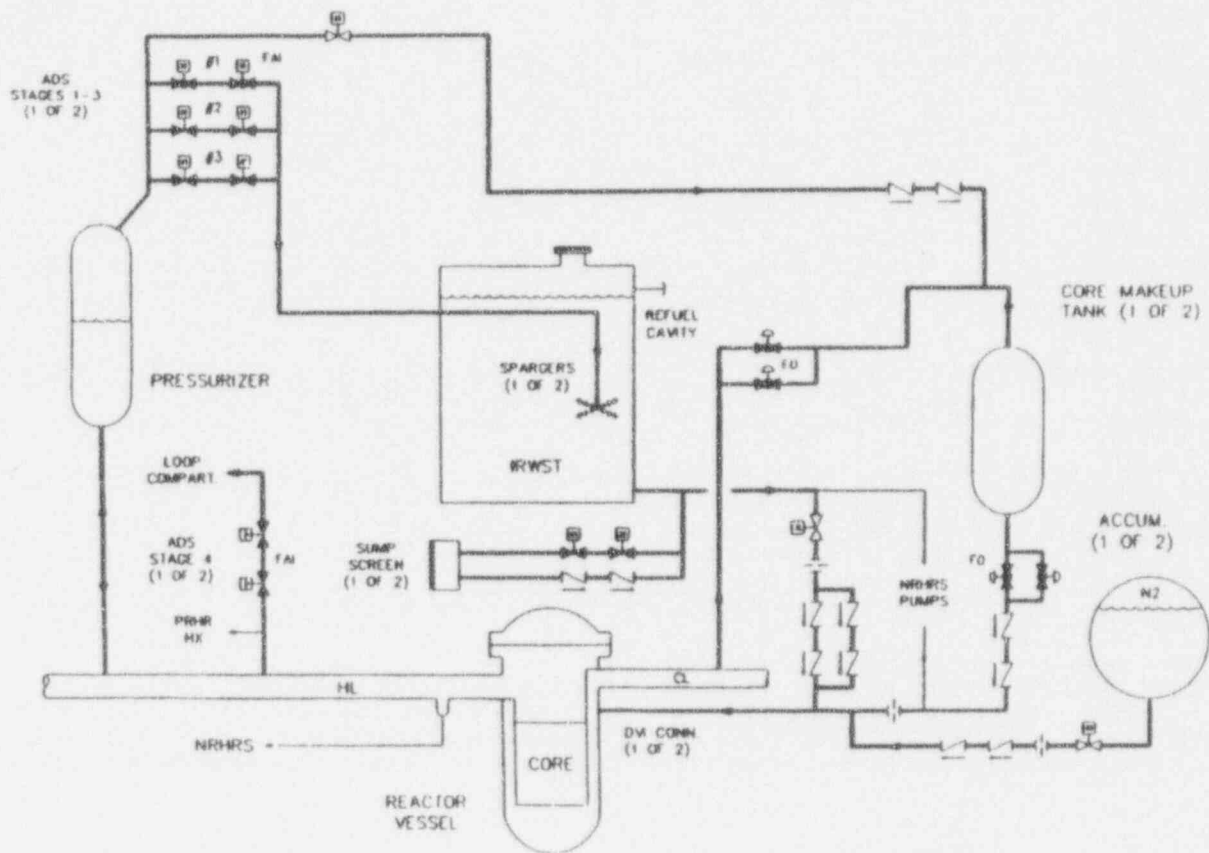 ADS
STAGES 1-3
(1 OF 2)
#1
FAI
#2
#3
REFUEL
CAVITY
CORE MAKEUP
TANK (1 OF 2)
PRESSURIZER
SPARGERS
(1 OF 2)
FO
IRWST
LOOP
COMPART.
ADS
STAGE 4
(1 OF 2)
FAI
SUMP
SCREEN
(1 OF 2)
NRHRS
PUMPS
FO
ACCUM.
(1 OF 2)
N2
PRHR
HX
HL
CL
NRHRS
DVI CONN.
(1 OF 2)
CORE
REACTOR
VESSEL